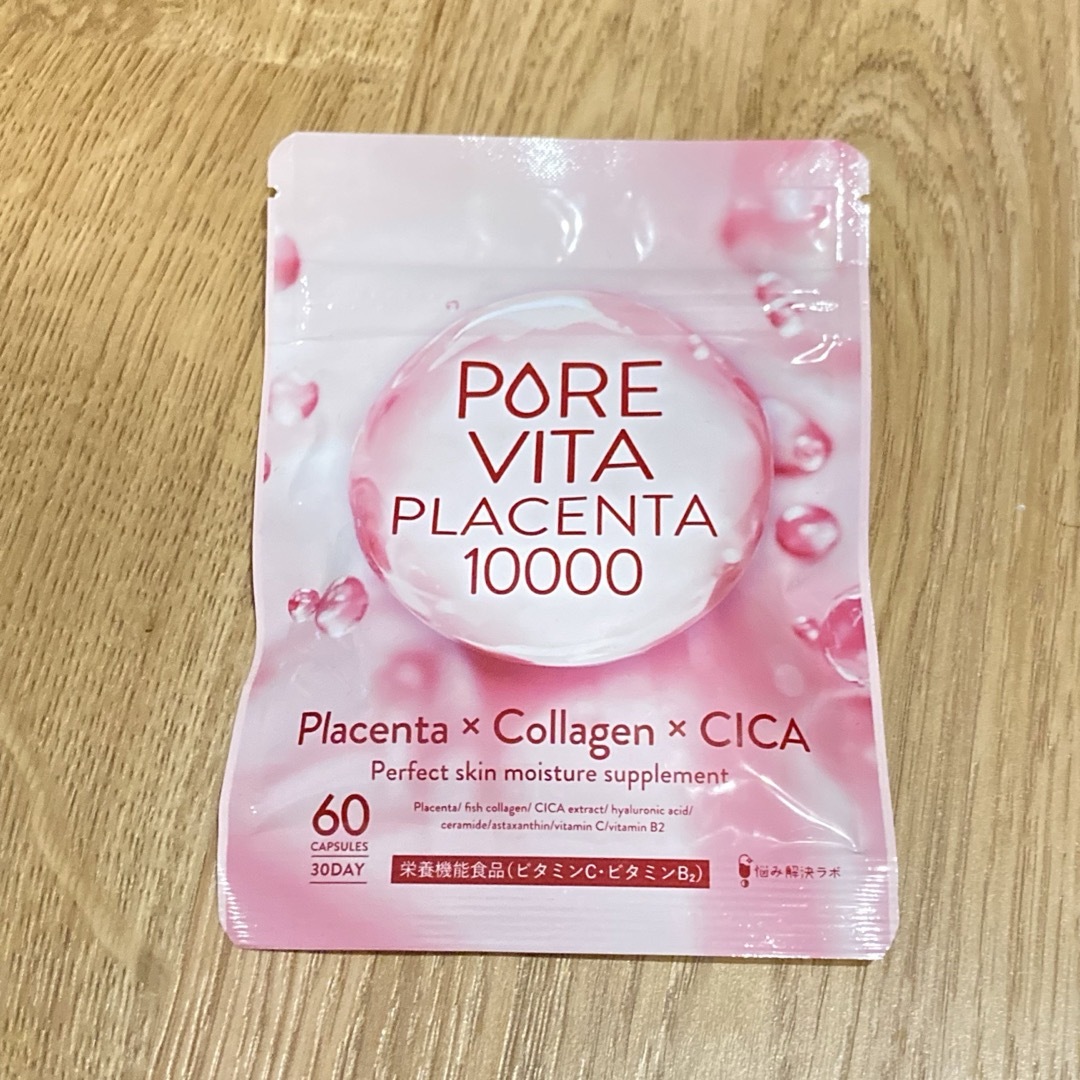 PORE
VITA
PLACENTA
10000
Placenta × Collagen × CICA
Perfect skin moisture supplement
60
CAPSULES
30DAY
Placenta/ fish collagen/ CICA extract/ hyaluronic acid/
ceramide/astaxanthin/vitamin C/vitamin B2
栄養機能食品(ビタミンC・ビタミンB₂)
悩み解決ラボ